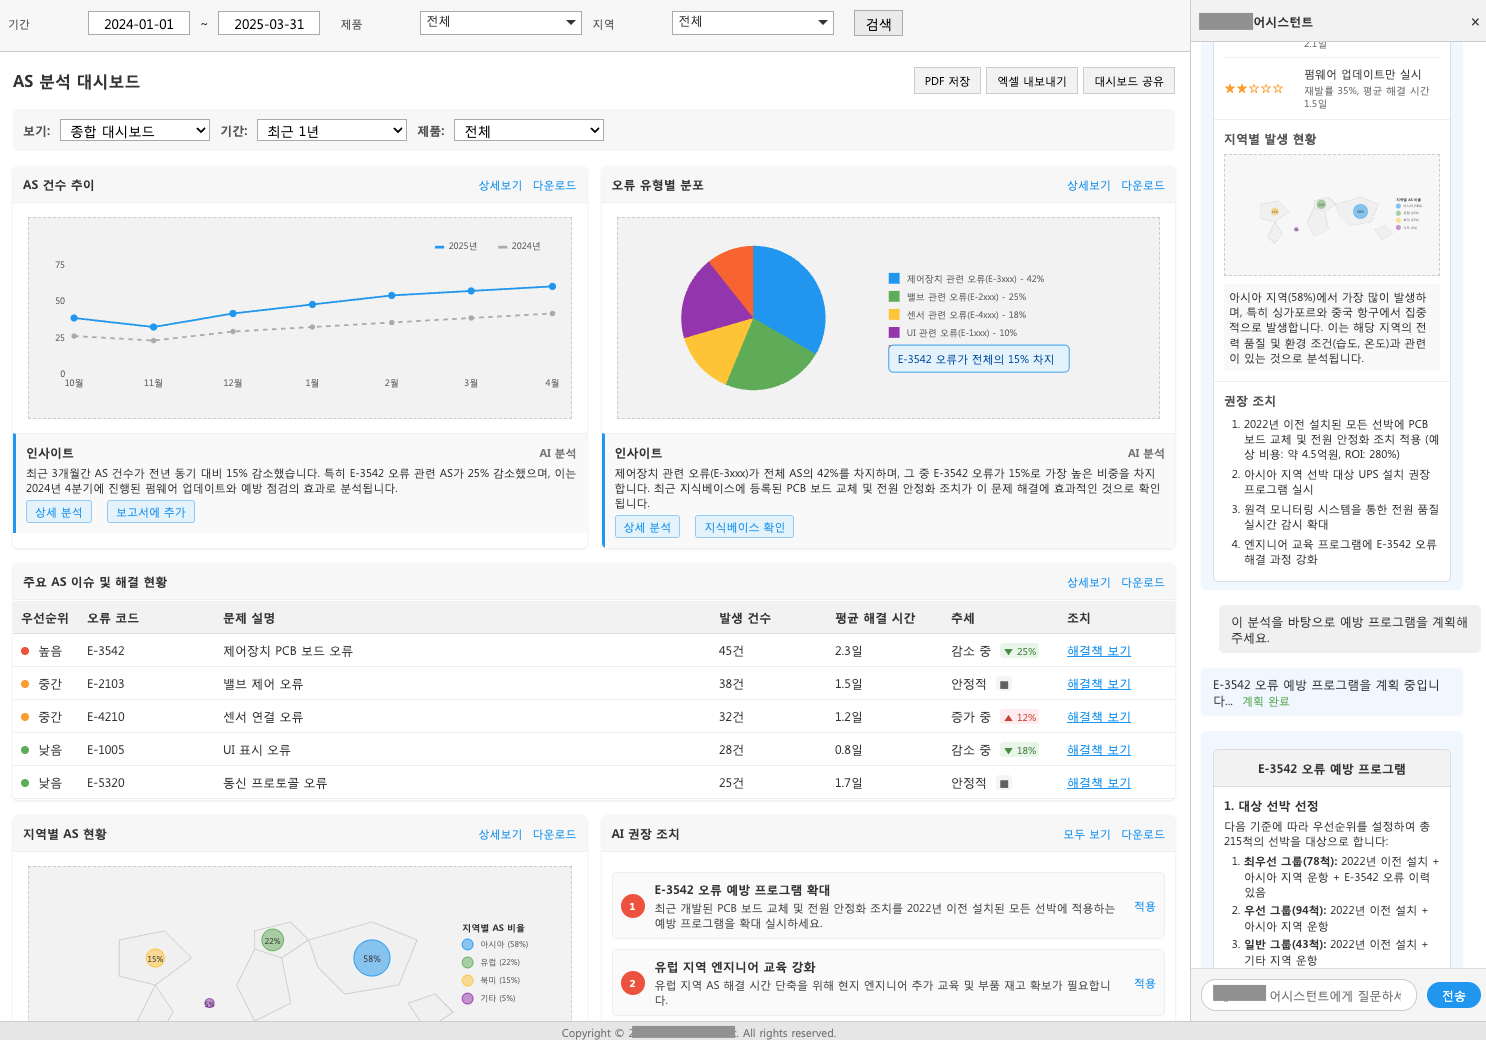 기간
2024-01-01 ~ 2025-03-31
제품
전체
지역
전체
검색
AS 분석 대시보드
PDF 저장
엑셀 내보내기
대시보드 공유
보기: 종합 대시보드 기간: 최근 1년 제품: 전체
AS 건수 추이
상세보기 다운로드
2025년 2024년
75
50
25
0
10월 11월 12월 1월 2월 3월 4월
인사이트
AI 분석
최근 3개월간 AS 건수가 전년 동기 대비 15% 감소했습니다. 특히 E-3542 오류 관련 AS가 25% 감소했으며, 이는
2024년 4분기에 진행된 펌웨어 업데이트와 예방 점검의 효과로 분석됩니다.
상세 분석 보고서에 추가
오류 유형별 분포
상세보기 다운로드
제어장치 관련 오류(E-3xxx) - 42%
밸브 관련 오류(E-2xxx) - 25%
센서 관련 오류(E-4xxx) - 18%
UI 관련 오류(E-1xxx) - 10%
E-3542 오류가 전체의 15% 차지
인사이트
AI 분석
제어장치 관련 오류(E-3xxx)가 전체 AS의 42%를 차지하며, 그 중 E-3542 오류가 15%로 가장 높은 비중을 차지
합니다. 최근 지식베이스에 등록된 PCB 보드 교체 및 전원 안정화 조치가 이 문제 해결에 효과적인 것으로 확인
됩니다.
상세 분석 지식베이스 확인
주요 AS 이슈 및 해결 현황
상세보기 다운로드
우선순위 오류 코드 문제 설명 발생 건수 평균 해결 시간 추세 조치
높음 E-3542 제어장치 PCB 보드 오류 45건 2.3일 감소 중 ▼ 25% 해결책 보기
중간 E-2103 밸브 제어 오류 38건 1.5일 안정적 ■ 해결책 보기
중간 E-4210 센서 연결 오류 32건 1.2일 증가 중 ▲ 12% 해결책 보기
낮음 E-1005 UI 표시 오류 28건 0.8일 감소 중 ▼ 18% 해결책 보기
낮음 E-5320 통신 프로토콜 오류 25건 1.7일 안정적 ■ 해결책 보기
지역별 AS 현황
상세보기 다운로드
15%
22%
58%
5%
지역별 AS 비율
아시아 (58%)
유럽 (22%)
북미 (15%)
기타 (5%)
AI 권장 조치
모두 보기 다운로드
1
E-3542 오류 예방 프로그램 확대
최근 개발된 PCB 보드 교체 및 전원 안정화 조치를 2022년 이전 설치된 모든 선박에 적용하는
예방 프로그램을 확대 실시하세요.
적용
2
유럽 지역 엔지니어 교육 강화
유럽 지역 AS 해결 시간 단축을 위해 현지 엔지니어 추가 교육 및 부품 재고 확보가 필요합니
다.
적용
Copyright © 2 . All rights reserved.
어시스턴트
×
2.1일
★★☆☆☆
펌웨어 업데이트만 실시
재발률 35%, 평균 해결 시간
1.5일
지역별 발생 현황
15%
22%
58%
지역별 AS 비율
아시아 (58%)
유럽 (22%)
북미 (15%)
기타 (5%)
아시아 지역(58%)에서 가장 많이 발생하
며, 특히 싱가포르와 중국 항구에서 집중
적으로 발생합니다. 이는 해당 지역의 전
력 품질 및 환경 조건(습도, 온도)과 관련
이 있는 것으로 분석됩니다.
권장 조치
1. 2022년 이전 설치된 모든 선박에 PCB
보드 교체 및 전원 안정화 조치 적용 (예
상 비용: 약 4.5억원, ROI: 280%)
2. 아시아 지역 선박 대상 UPS 설치 권장
프로그램 실시
3. 원격 모니터링 시스템을 통한 전원 품질
실시간 감시 확대
4. 엔지니어 교육 프로그램에 E-3542 오류
해결 과정 강화
이 분석을 바탕으로 예방 프로그램을 계획해
주세요.
E-3542 오류 예방 프로그램을 계획 중입니
다... 계획 완료
E-3542 오류 예방 프로그램
1. 대상 선박 선정
다음 기준에 따라 우선순위를 설정하여 총
215척의 선박을 대상으로 합니다:
1. 최우선 그룹(78척): 2022년 이전 설치 +
아시아 지역 운항 + E-3542 오류 이력
있음
2. 우선 그룹(94척): 2022년 이전 설치 +
아시아 지역 운항
3. 일반 그룹(43척): 2022년 이전 설치 +
기타 지역 운항
어시스턴트에게 질문하세
전송